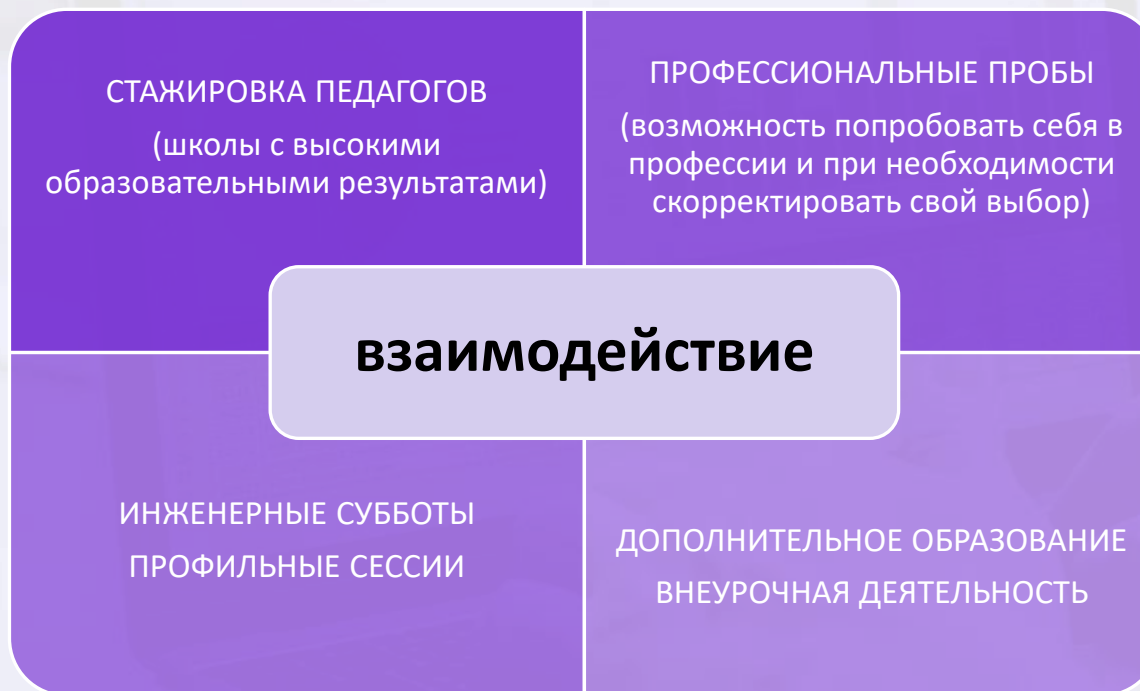 СТАЖИРОВКА ПЕДАГОГОВ
(школы с высокими
образовательными результатами)
ПРОФЕССИОНАЛЬНЫЕ ПРОБЫ
(возможность попробовать себя в
профессии и при необходимости
скорректировать свой выбор)
взаимодействие
ИНЖЕНЕРНЫЕ СУББОТЫ
ПРОФИЛЬНЫЕ СЕССИИ
ДОПОЛНИТЕЛЬНОЕ ОБРАЗОВАНИЕ
ВНЕУРОЧНАЯ ДЕЯТЕЛЬНОСТЬ